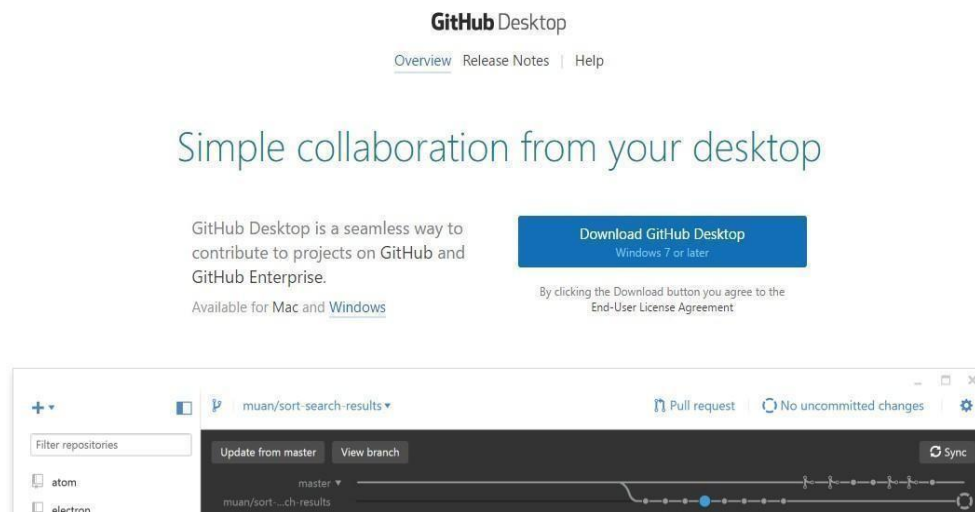 GitHub Desktop
Overview Release Notes | Help
Simple collaboration from your desktop
GitHub Desktop is a seamless way to
contribute to projects on GitHub and
GitHub Enterprise.
Available for Mac and Windows
Download GitHub Desktop
Windows 7 or later
By clicking the Download button you agree to the
End-User License Agreement
muan/sort-search-results
Pull request
No uncommitted changes
Filter repositories
Update from master
View branch
Sync
atom
master
muan/sort-...ch-results
electron